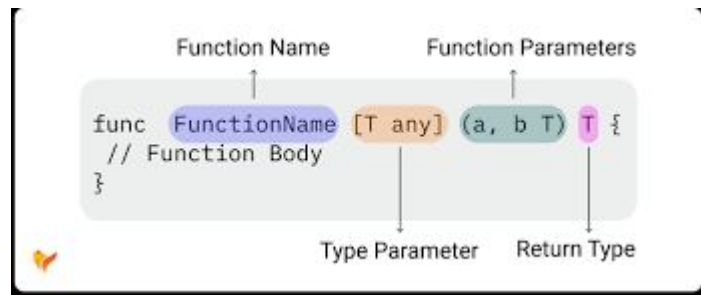 Function Name Function Parameters
func FunctionName [T any] (a, b T) T {
// Function Body
}
Type Parameter Return Type